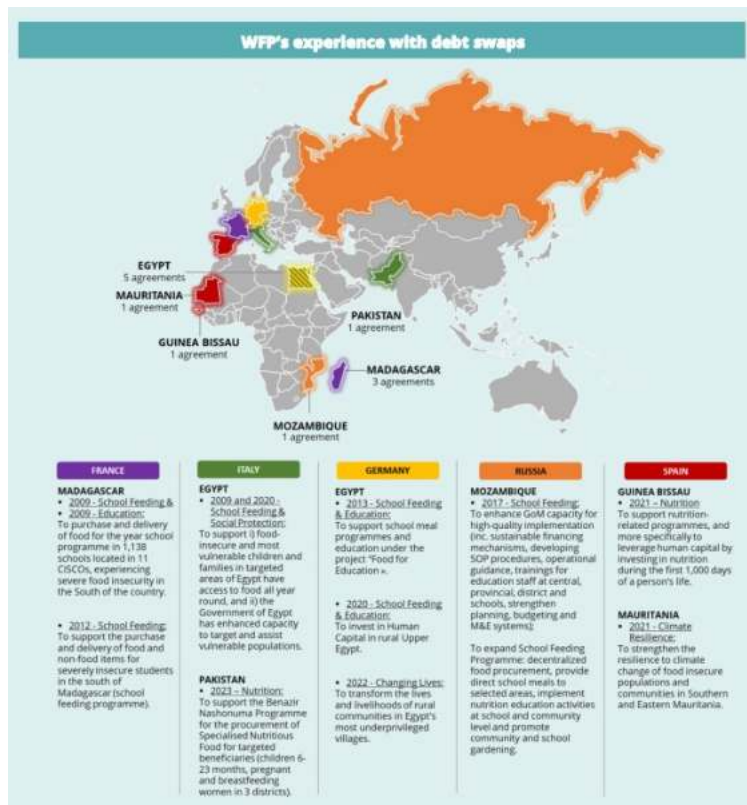 WFP's experience with debt swaps
EGYPT
5 agreements
MAURITANIA
1 agreement
GUINEA BISSAU
1 agreement
PAKISTAN
1 agreement
MADAGASCAR
3 agreements
MOZAMBIQUE
1 agreement
FRANCE
MADAGASCAR
• 2009 - School Feeding &
• 2009 - Education:
To purchase and delivery
of food for the year school
programme in 1,138
schools located in 11
CISCOs, experiencing
severe food insecurity in
the South of the country.
• 2012 - School Feeding:
To support the purchase
and delivery of food and
non-food items for
severely insecure students
in the south of
Madagascar (school
feeding programme).
ITALY
EGYPT
• 2009 and 2020 -
School Feeding &
Social Protection:
To support i) food-
insecure and most
vulnerable children and
families in targeted
areas of Egypt have
access to food all year
round, and ii) the
Government of Egypt
has enhanced capacity
to target and assist
vulnerable populations.
PAKISTAN
• 2023 – Nutrition:
To support the Benazir
Nashonuma Programme
for the procurement of
Specialised Nutritious
Food for targeted
beneficiaries (children 6-
23 months, pregnant
and breastfeeding
women in 3 districts).
GERMANY
EGYPT
• 2013 - School Feeding
& Education:
To support school meal
programmes and
education under the
project "Food for
Education ».
• 2020 - School Feeding
& Education:
To invest in Human
Capital in rural Upper
Egypt.
• 2022 - Changing Lives:
To transform the lives
and livelihoods of rural
communities in Egypt's
most underprivileged
villages.
RUSSIA
MOZAMBIQUE
• 2017 - School Feeding:
To enhance GoM capacity for
high-quality implementation
(inc. sustainable financing
mechanisms, developing
SOP procedures, operational
guidance, trainings for
education staff at central,
provincial, district and
schools, strengthen
planning, budgeting and
M&E systems);
To expand School Feeding
Programme: decentralized
food procurement, provide
direct school meals to
selected areas, implement
nutrition education activities
at school and community
level and promote
community and school
gardening.
SPAIN
GUINEA BISSAU
• 2021 – Nutrition
To support nutrition-
related programmes, and
more specifically to
leverage human capital by
investing in nutrition
during the first 1,000 days
of a person's life.
MAURITANIA
• 2021 - Climate
Resilience:
To strengthen the
resilience to climate
change of food insecure
populations and
communities in Southern
and Eastern Mauritania.